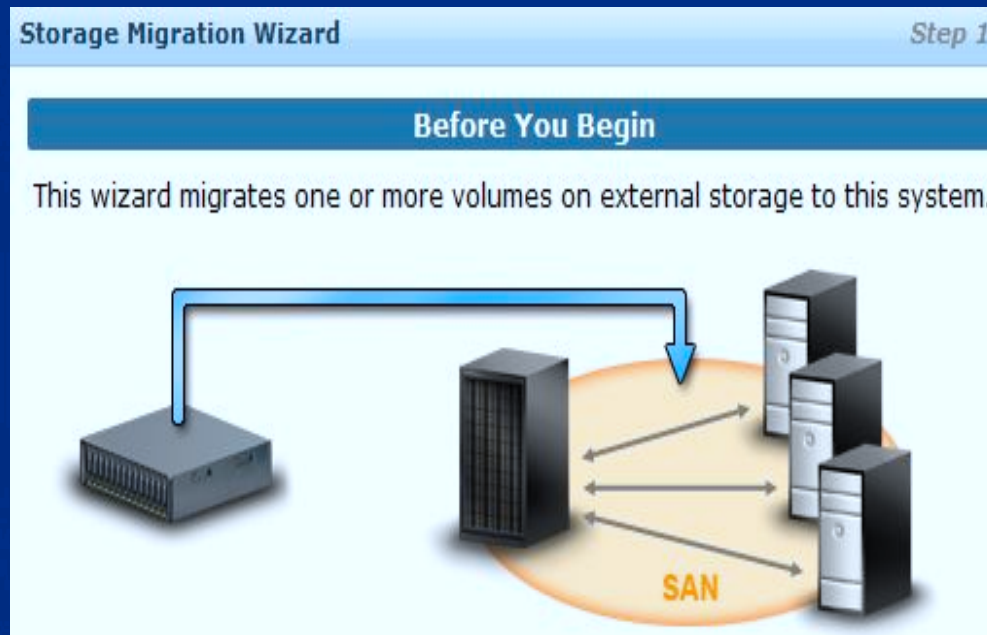 Storage Migration Wizard Step 1
Before You Begin
This wizard migrates one or more volumes on external storage to this system.
SAN